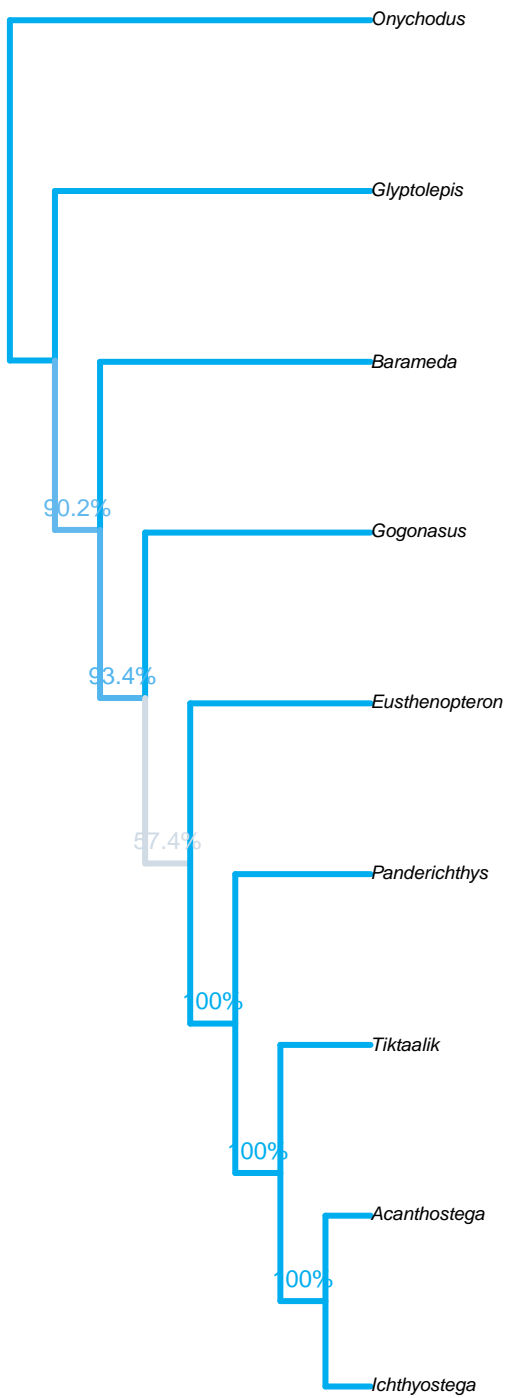 Onychodus
Glyptolepis
Barameda
90.2%
Gogonasus
93.4%
Eusthenopteron
57.4%
Panderichthys
100%
Tiktaalik
100%
Acanthostega
100%
Ichthyostega